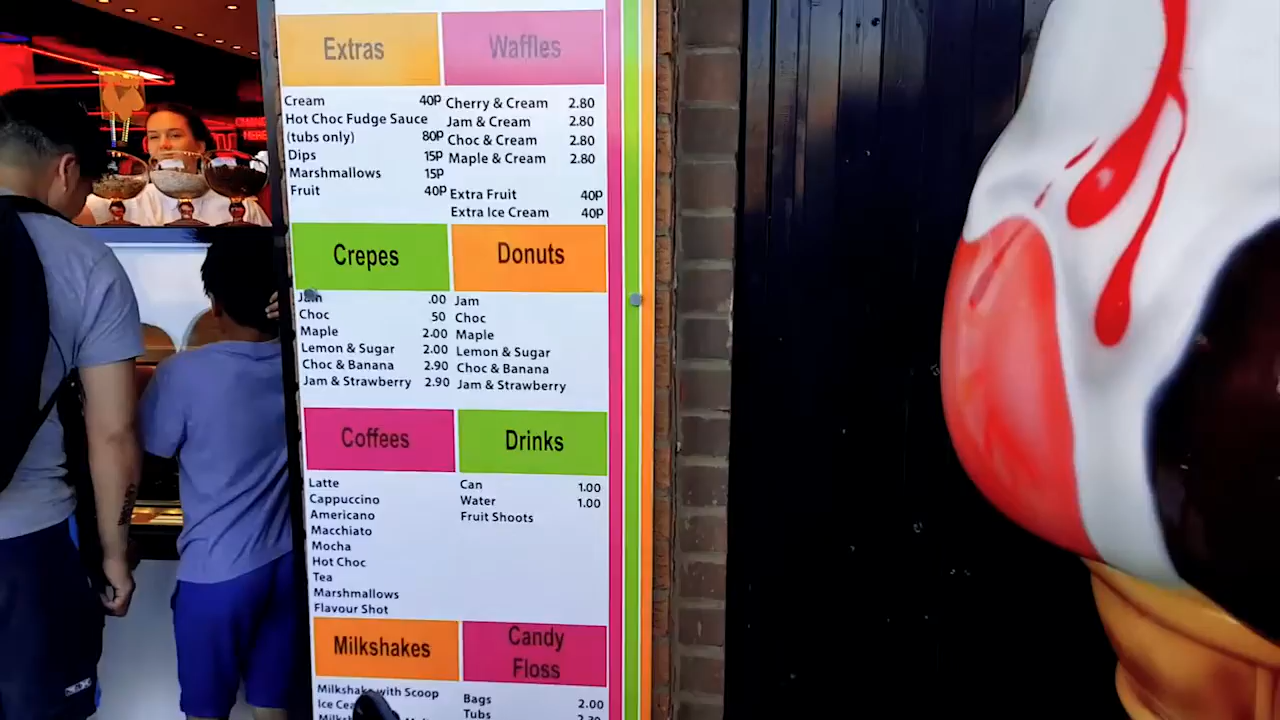 Extras
Cream 40P
Hot Choc Fudge Sauce
(tubs only) 80P
Dips 15P
Marshmallows 15P
Fruit 40P
Waffles
Cherry & Cream 2.80
Jam & Cream 2.80
Choc & Cream 2.80
Maple & Cream 2.80
Extra Fruit 40P
Extra Ice Cream 40P
Crepes
Jam .00
Choc 50
Maple 2.00
Lemon & Sugar 2.00
Choc & Banana 2.90
Jam & Strawberry 2.90
Donuts
Jam
Choc
Maple
Lemon & Sugar
Choc & Banana
Jam & Strawberry
Coffees
Latte
Cappuccino
Americano
Macchiato
Mocha
Hot Choc
Tea
Marshmallows
Flavour Shot
Drinks
Can 1.00
Water 1.00
Fruit Shoots
Milkshakes
Milkshake with Scoop
Ice
Candy
Floss
Bags 2.00
Tubs